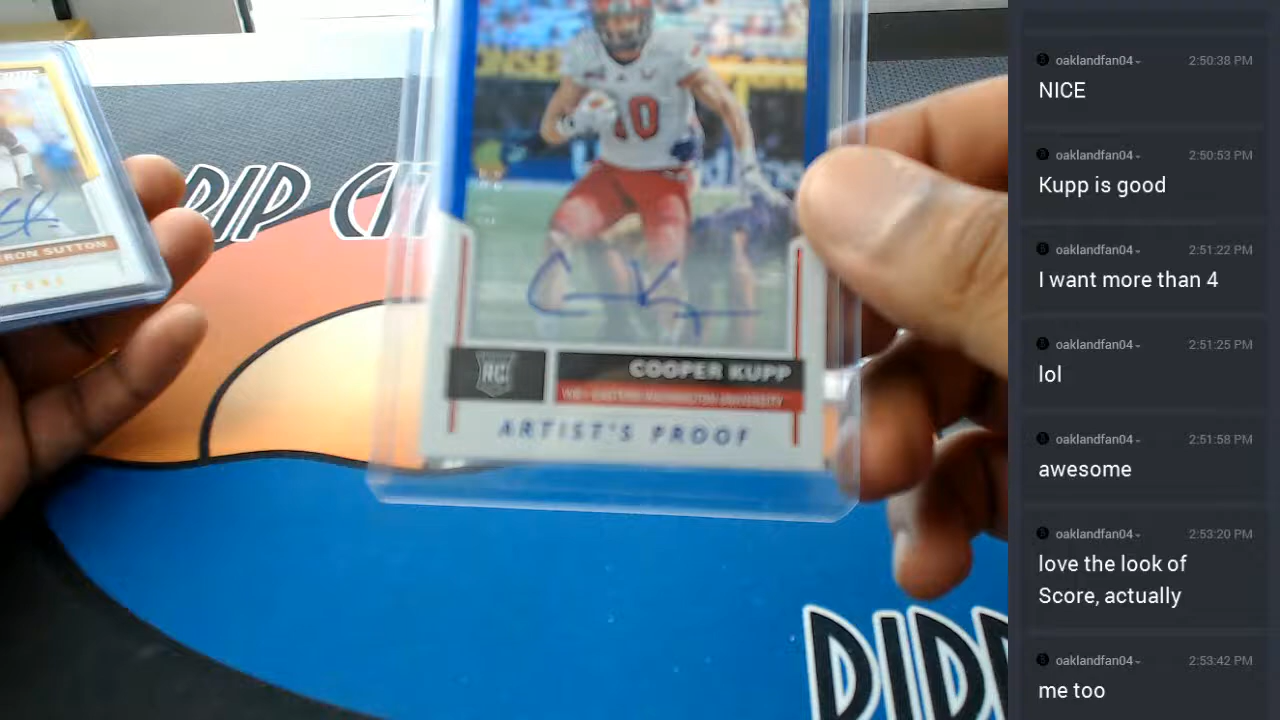 RIP CIT
RON SUTTON
10
RC
COOPER KUPP
WR - EASTERN WASHINGTON UNIVERSITY
ARTIST'S PROOF
oaklandfan04
2:50:38 PM
NICE
oaklandfan04
2:50:53 PM
Kupp is good
oaklandfan04
2:51:22 PM
I want more than 4
oaklandfan04
2:51:25 PM
lol
oaklandfan04
2:51:58 PM
awesome
oaklandfan04
2:53:20 PM
love the look of
Score, actually
oaklandfan04
2:53:42 PM
me too